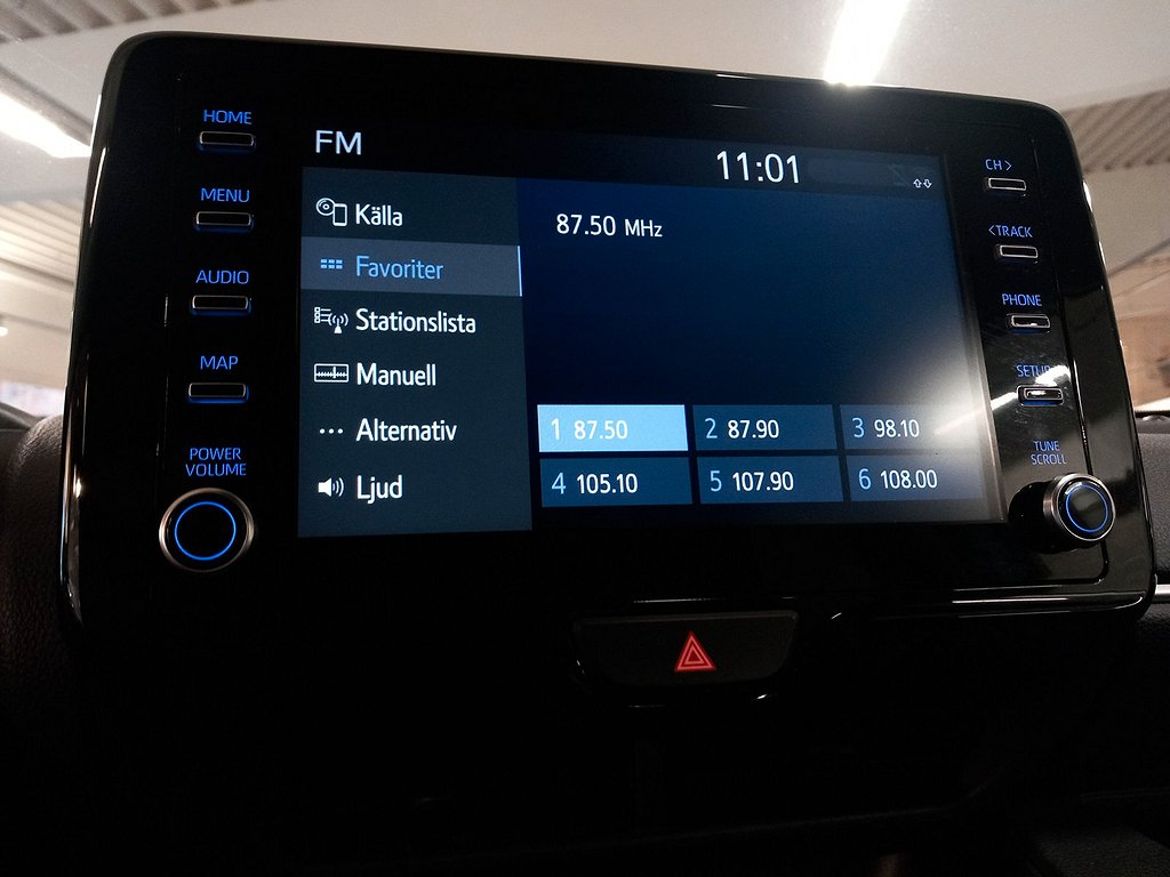 HOME
MENU
AUDIO
MAP
POWER
VOLUME
FM
11:01
Källa
Favoriter
Stationslista
Manuell
Alternativ
Ljud
87.50 MHz
1 87.50
2 87.90
3 98.10
4 105.10
5 107.90
6 108.00
CH >
< TRACK
PHONE
SETUP
TUNE
SCROLL